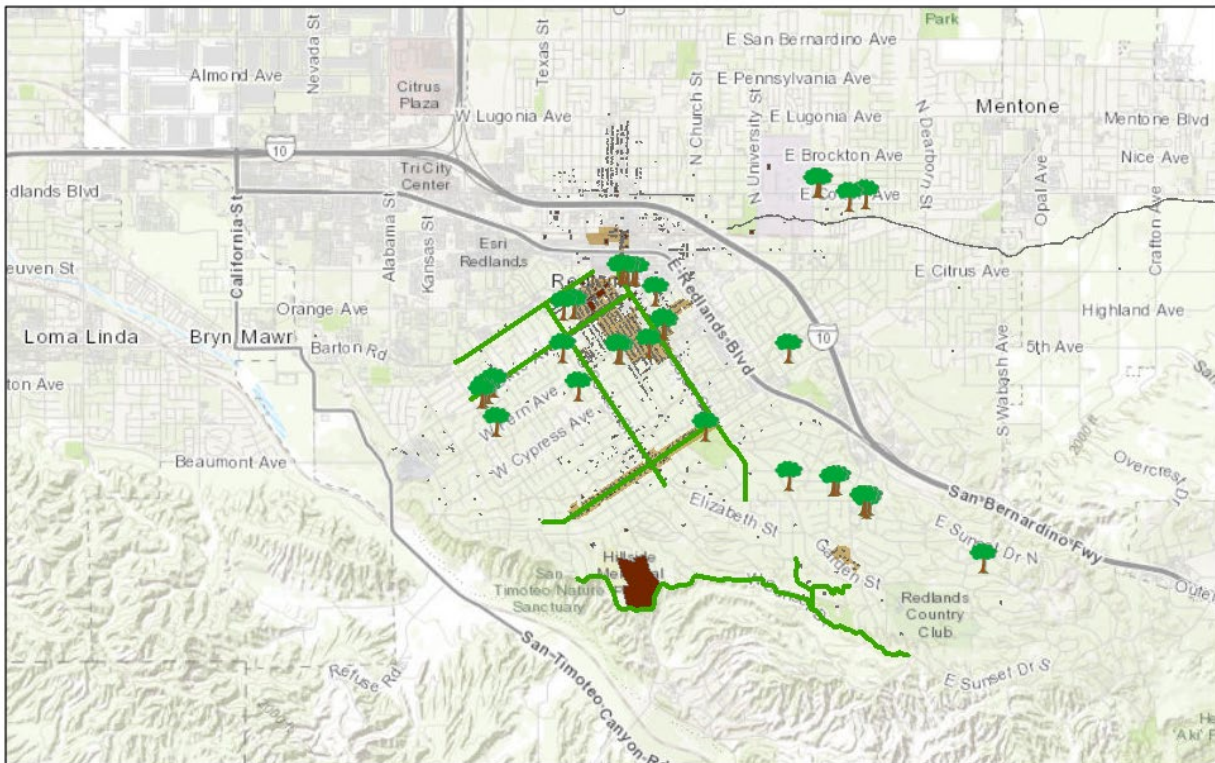 Park
E San Bernardino Ave
Nevada St
Texas St
Almond Ave
E Pennsylvania Ave
Citrus
Plaza
N Church St
N University St
N Dearborn St
Mentone
W Lugonia Ave
E Lugonia Ave
Mentone Blvd
10
E Brockton Ave
Nice Ave
Tri City
Center
edlands Blvd
Opal Ave
California St
Alabama St
Kansas St
Esri
Redlands
E Citrus Ave
Crafton Ave
euven St
E Redlands Blvd
Orange Ave
Highland Ave
Loma Linda
Bryn Mawr
Barton Rd
10
5th Ave
ton Ave
S Wabash Ave
2000 ft
W Cypress Ave
Beaumont Ave
Overcrest Dr
San Bernardino Fwy
Elizabeth St
E Sunset Dr N
Garden St
San
Timoteo Nature
Sanctuary
Redlands
Country
Club
Outer
San Timoteo Canyon Rd
Refuse Rd
E Sunset Dr S